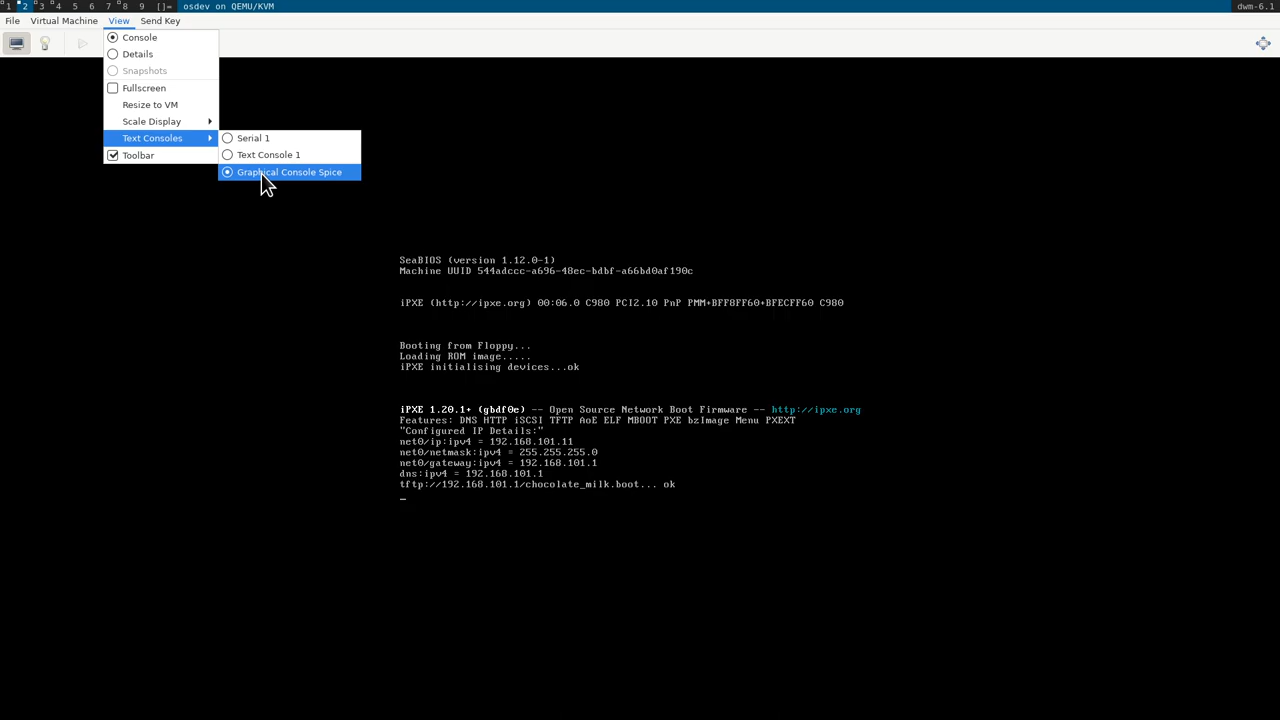 1 2 3 4 5 6 7 8 9 []= osdev on QEMU/KVM dwm-6.1
File Virtual Machine View Send Key
Console
Details
Snapshots
Fullscreen
Resize to VM
Scale Display
Text Consoles
Toolbar
Serial 1
Text Console 1
Graphical Console Spice
SeaBIOS (version 1.12.0-1)
Machine UUID 544adccc-a696-48ec-bdbf-a66bd0af190c
iPXE (http://ipxe.org) 00:06.0 C980 PCI2.10 PnP PMM+BFF8FF60+BFECFF60 C980
Booting from Floppy...
Loading ROM image.....
iPXE initialising devices...ok
iPXE 1.20.1+ (gbdf0e) -- Open Source Network Boot Firmware -- http://ipxe.org
Features: DNS HTTP iSCSI TFTP AoE ELF MBOOT PXE bzImage Menu PXEXT
"Configured IP Details:"
net0/ip:ipv4 = 192.168.101.11
net0/netmask:ipv4 = 255.255.255.0
net0/gateway:ipv4 = 192.168.101.1
dns:ipv4 = 192.168.101.1
tftp://192.168.101.1/chocolate_milk.boot... ok